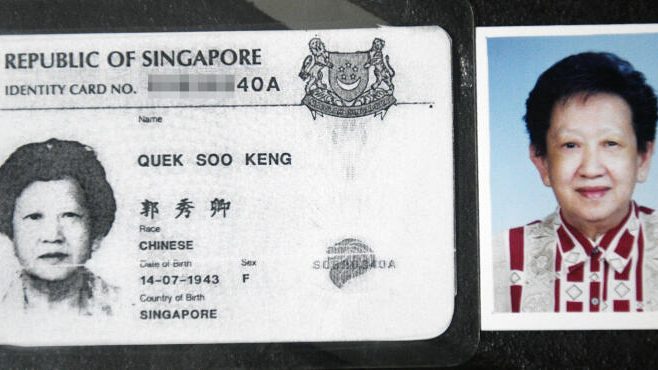 REPUBLIC OF SINGAPORE
IDENTITY CARD NO. 40A
Name
QUEK SOO KENG
郭秀卿
Race
CHINESE
Date of Birth Sex
14-07-1943 F
Country of Birth
SINGAPORE